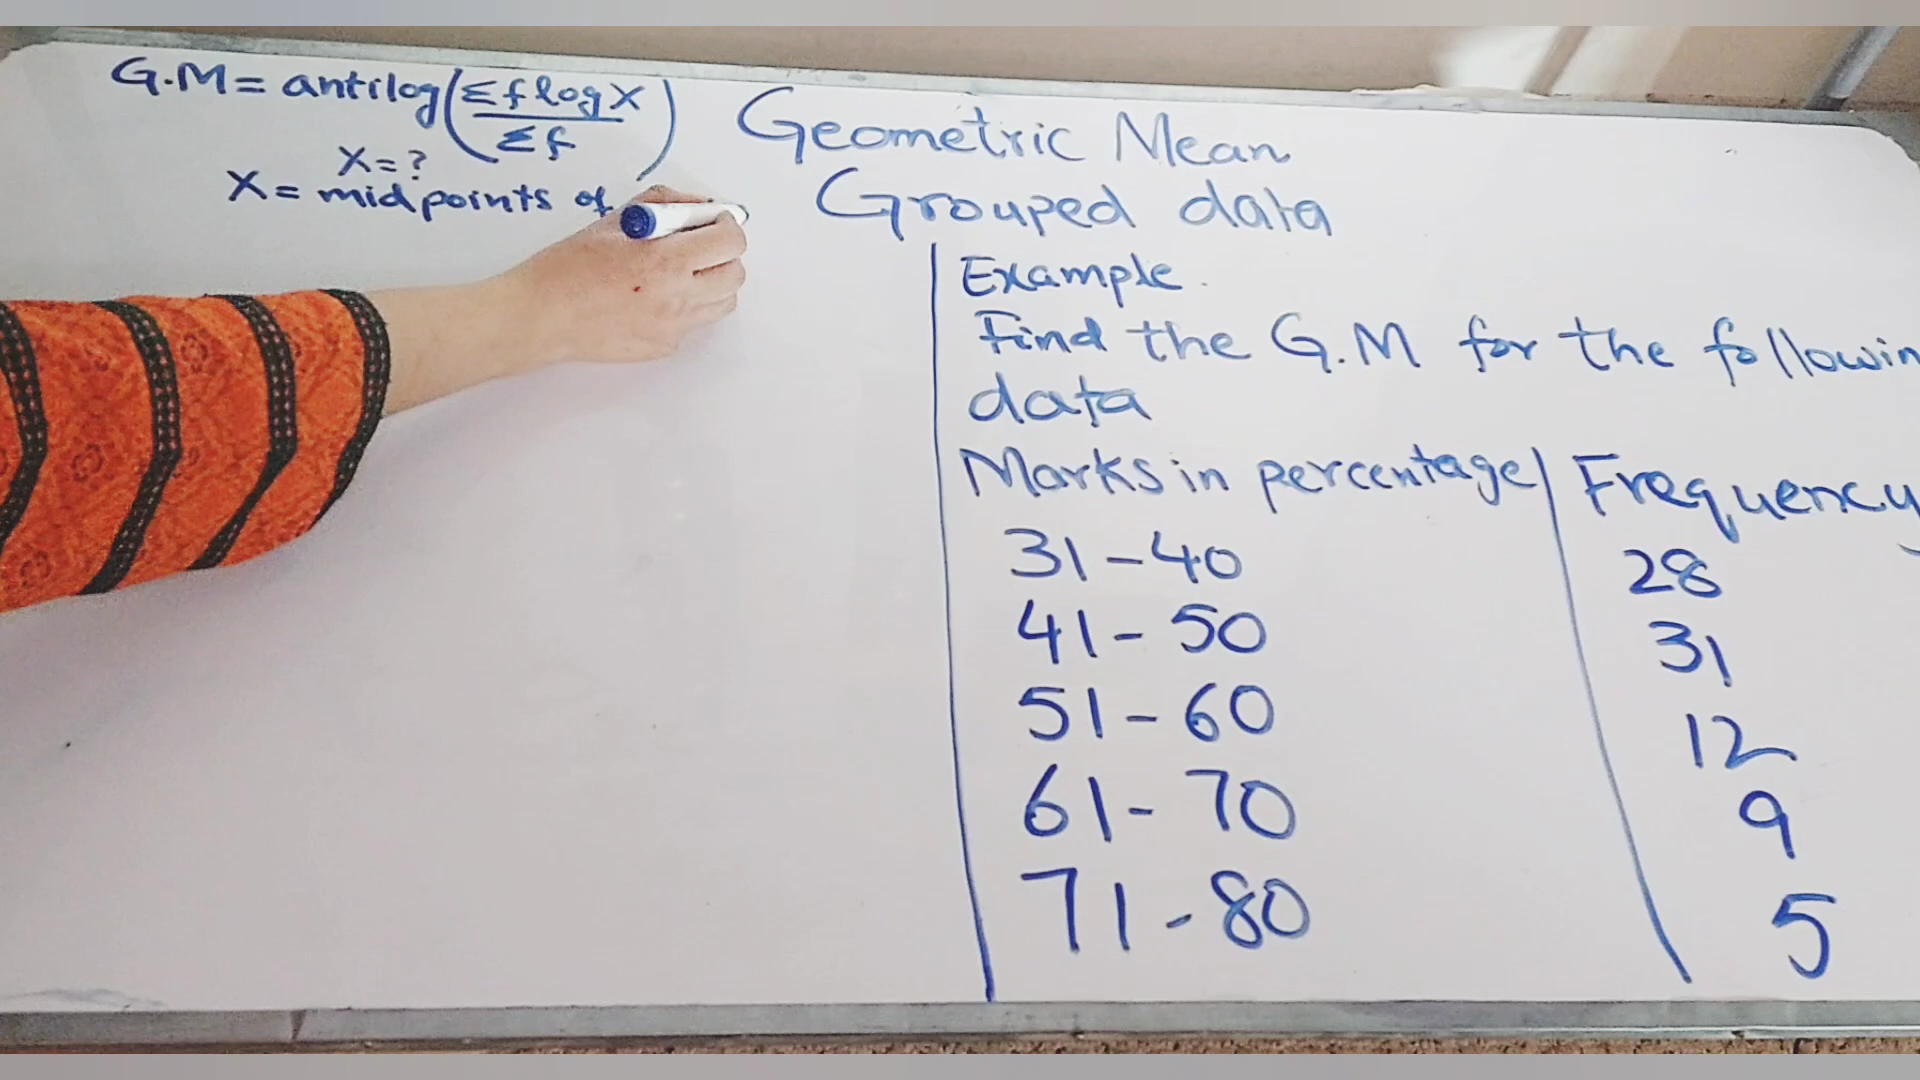 G.M = antilog(Σf log X / Σf)
X = ?
X = midpoints of
Geometric Mean
Grouped data
Example.
Find the G.M for the followin
data
Marks in percentage Frequency
31-40 28
41-50 31
51-60 12
61-70 9
71-80 5